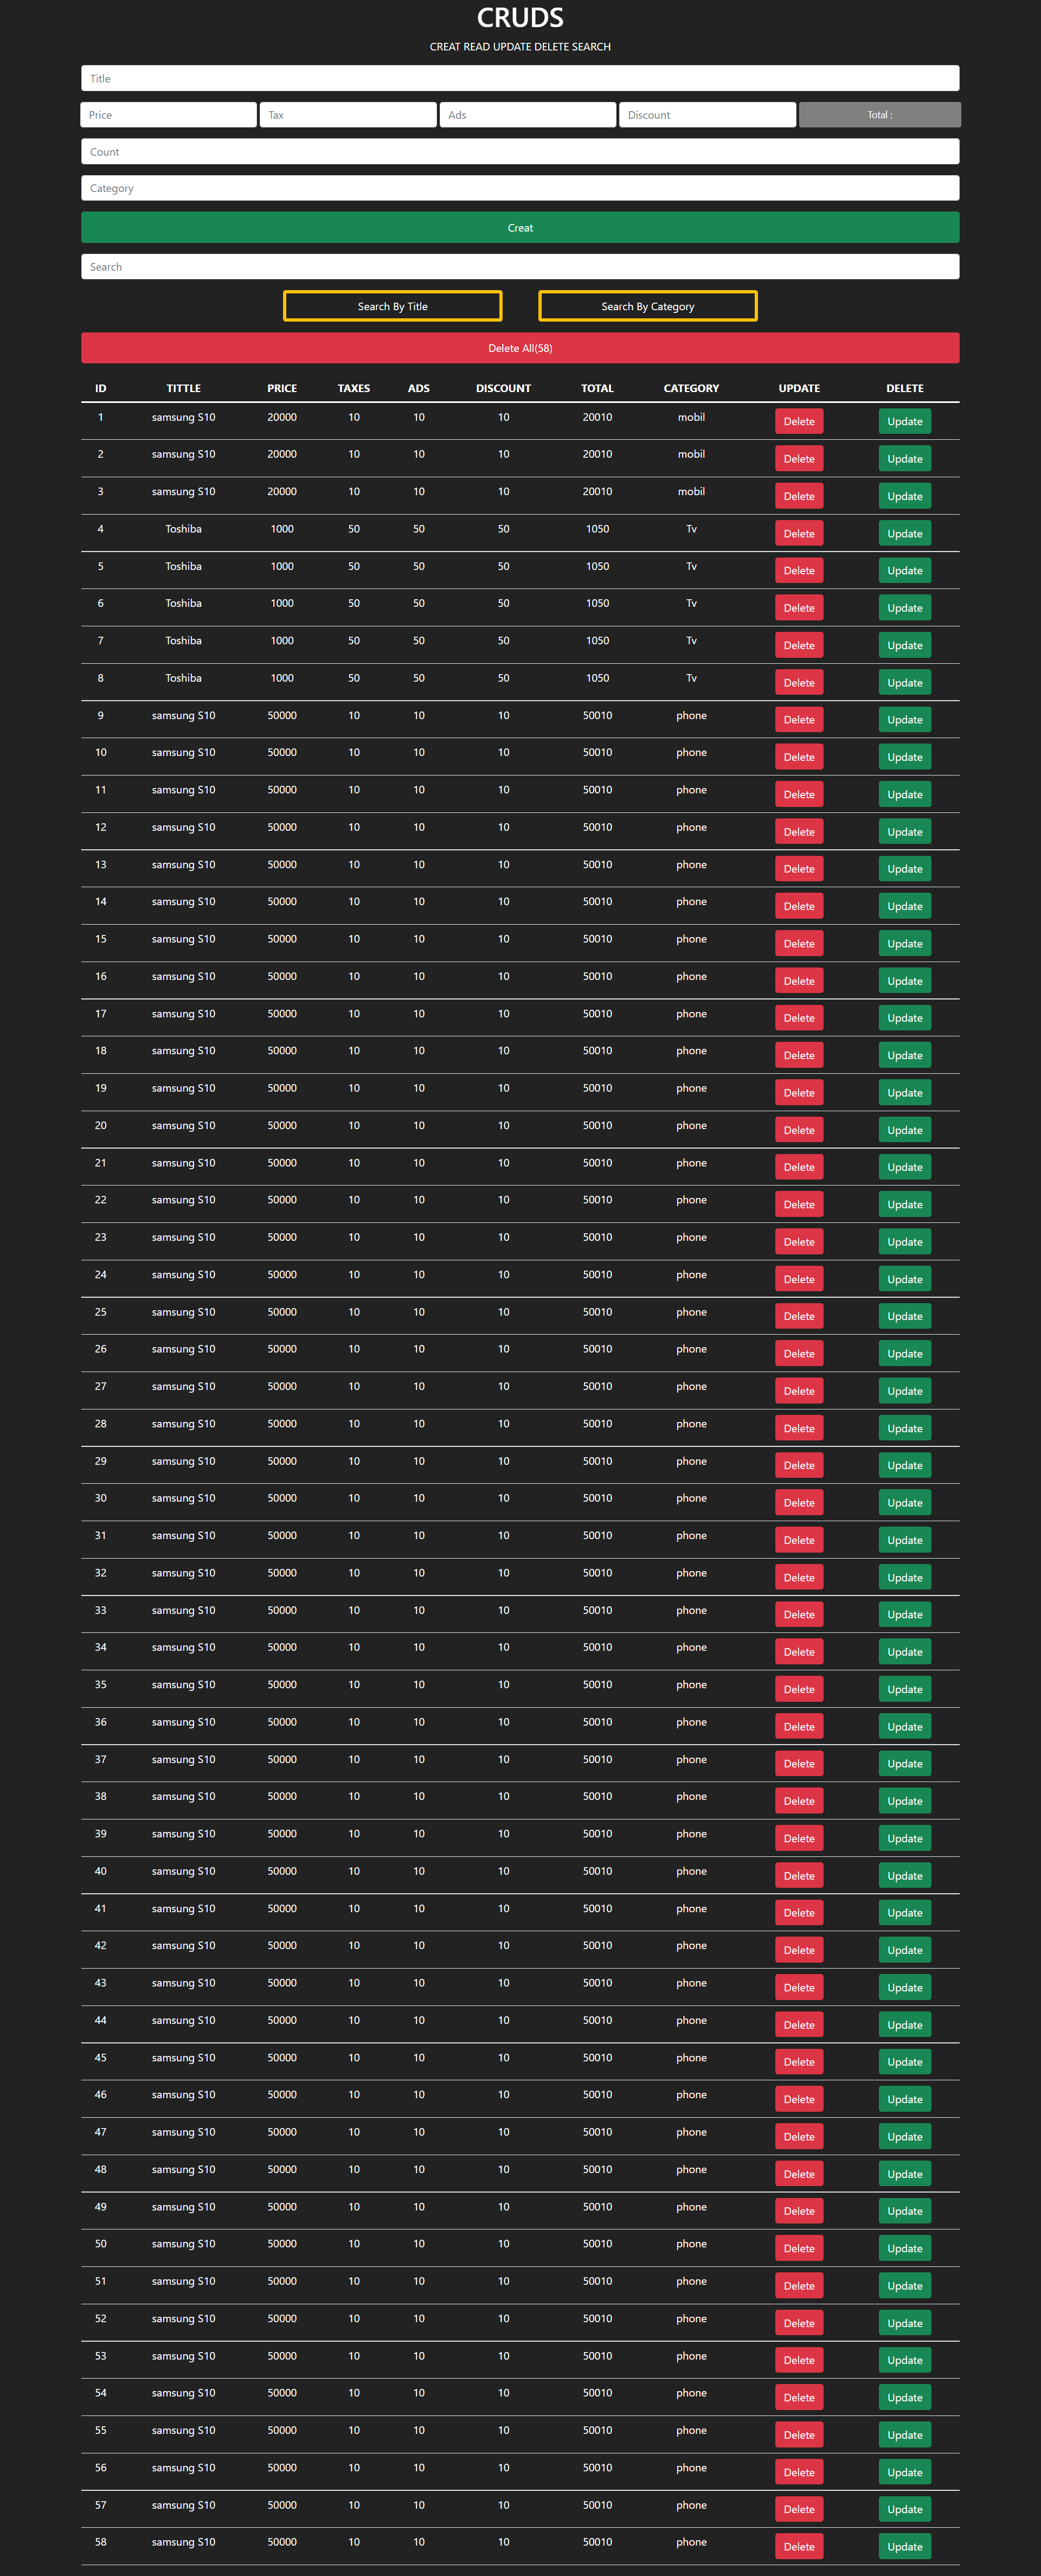 CRUDS
CREAT READ UPDATE DELETE SEARCH
Title
Price Tax Ads Discount Total :
Count
Category
Creat
Search
Search By Title Search By Category
Delete All(58)
ID TITTLE PRICE TAXES ADS DISCOUNT TOTAL CATEGORY UPDATE DELETE
1 samsung S10 20000 10 10 10 20010 mobil Delete Update
2 samsung S10 20000 10 10 10 20010 mobil Delete Update
3 samsung S10 20000 10 10 10 20010 mobil Delete Update
4 Toshiba 1000 50 50 50 1050 Tv Delete Update
5 Toshiba 1000 50 50 50 1050 Tv Delete Update
6 Toshiba 1000 50 50 50 1050 Tv Delete Update
7 Toshiba 1000 50 50 50 1050 Tv Delete Update
8 Toshiba 1000 50 50 50 1050 Tv Delete Update
9 samsung S10 50000 10 10 10 50010 phone Delete Update
10 samsung S10 50000 10 10 10 50010 phone Delete Update
11 samsung S10 50000 10 10 10 50010 phone Delete Update
12 samsung S10 50000 10 10 10 50010 phone Delete Update
13 samsung S10 50000 10 10 10 50010 phone Delete Update
14 samsung S10 50000 10 10 10 50010 phone Delete Update
15 samsung S10 50000 10 10 10 50010 phone Delete Update
16 samsung S10 50000 10 10 10 50010 phone Delete Update
17 samsung S10 50000 10 10 10 50010 phone Delete Update
18 samsung S10 50000 10 10 10 50010 phone Delete Update
19 samsung S10 50000 10 10 10 50010 phone Delete Update
20 samsung S10 50000 10 10 10 50010 phone Delete Update
21 samsung S10 50000 10 10 10 50010 phone Delete Update
22 samsung S10 50000 10 10 10 50010 phone Delete Update
23 samsung S10 50000 10 10 10 50010 phone Delete Update
24 samsung S10 50000 10 10 10 50010 phone Delete Update
25 samsung S10 50000 10 10 10 50010 phone Delete Update
26 samsung S10 50000 10 10 10 50010 phone Delete Update
27 samsung S10 50000 10 10 10 50010 phone Delete Update
28 samsung S10 50000 10 10 10 50010 phone Delete Update
29 samsung S10 50000 10 10 10 50010 phone Delete Update
30 samsung S10 50000 10 10 10 50010 phone Delete Update
31 samsung S10 50000 10 10 10 50010 phone Delete Update
32 samsung S10 50000 10 10 10 50010 phone Delete Update
33 samsung S10 50000 10 10 10 50010 phone Delete Update
34 samsung S10 50000 10 10 10 50010 phone Delete Update
35 samsung S10 50000 10 10 10 50010 phone Delete Update
36 samsung S10 50000 10 10 10 50010 phone Delete Update
37 samsung S10 50000 10 10 10 50010 phone Delete Update
38 samsung S10 50000 10 10 10 50010 phone Delete Update
39 samsung S10 50000 10 10 10 50010 phone Delete Update
40 samsung S10 50000 10 10 10 50010 phone Delete Update
41 samsung S10 50000 10 10 10 50010 phone Delete Update
42 samsung S10 50000 10 10 10 50010 phone Delete Update
43 samsung S10 50000 10 10 10 50010 phone Delete Update
44 samsung S10 50000 10 10 10 50010 phone Delete Update
45 samsung S10 50000 10 10 10 50010 phone Delete Update
46 samsung S10 50000 10 10 10 50010 phone Delete Update
47 samsung S10 50000 10 10 10 50010 phone Delete Update
48 samsung S10 50000 10 10 10 50010 phone Delete Update
49 samsung S10 50000 10 10 10 50010 phone Delete Update
50 samsung S10 50000 10 10 10 50010 phone Delete Update
51 samsung S10 50000 10 10 10 50010 phone Delete Update
52 samsung S10 50000 10 10 10 50010 phone Delete Update
53 samsung S10 50000 10 10 10 50010 phone Delete Update
54 samsung S10 50000 10 10 10 50010 phone Delete Update
55 samsung S10 50000 10 10 10 50010 phone Delete Update
56 samsung S10 50000 10 10 10 50010 phone Delete Update
57 samsung S10 50000 10 10 10 50010 phone Delete Update
58 samsung S10 50000 10 10 10 50010 phone Delete Update